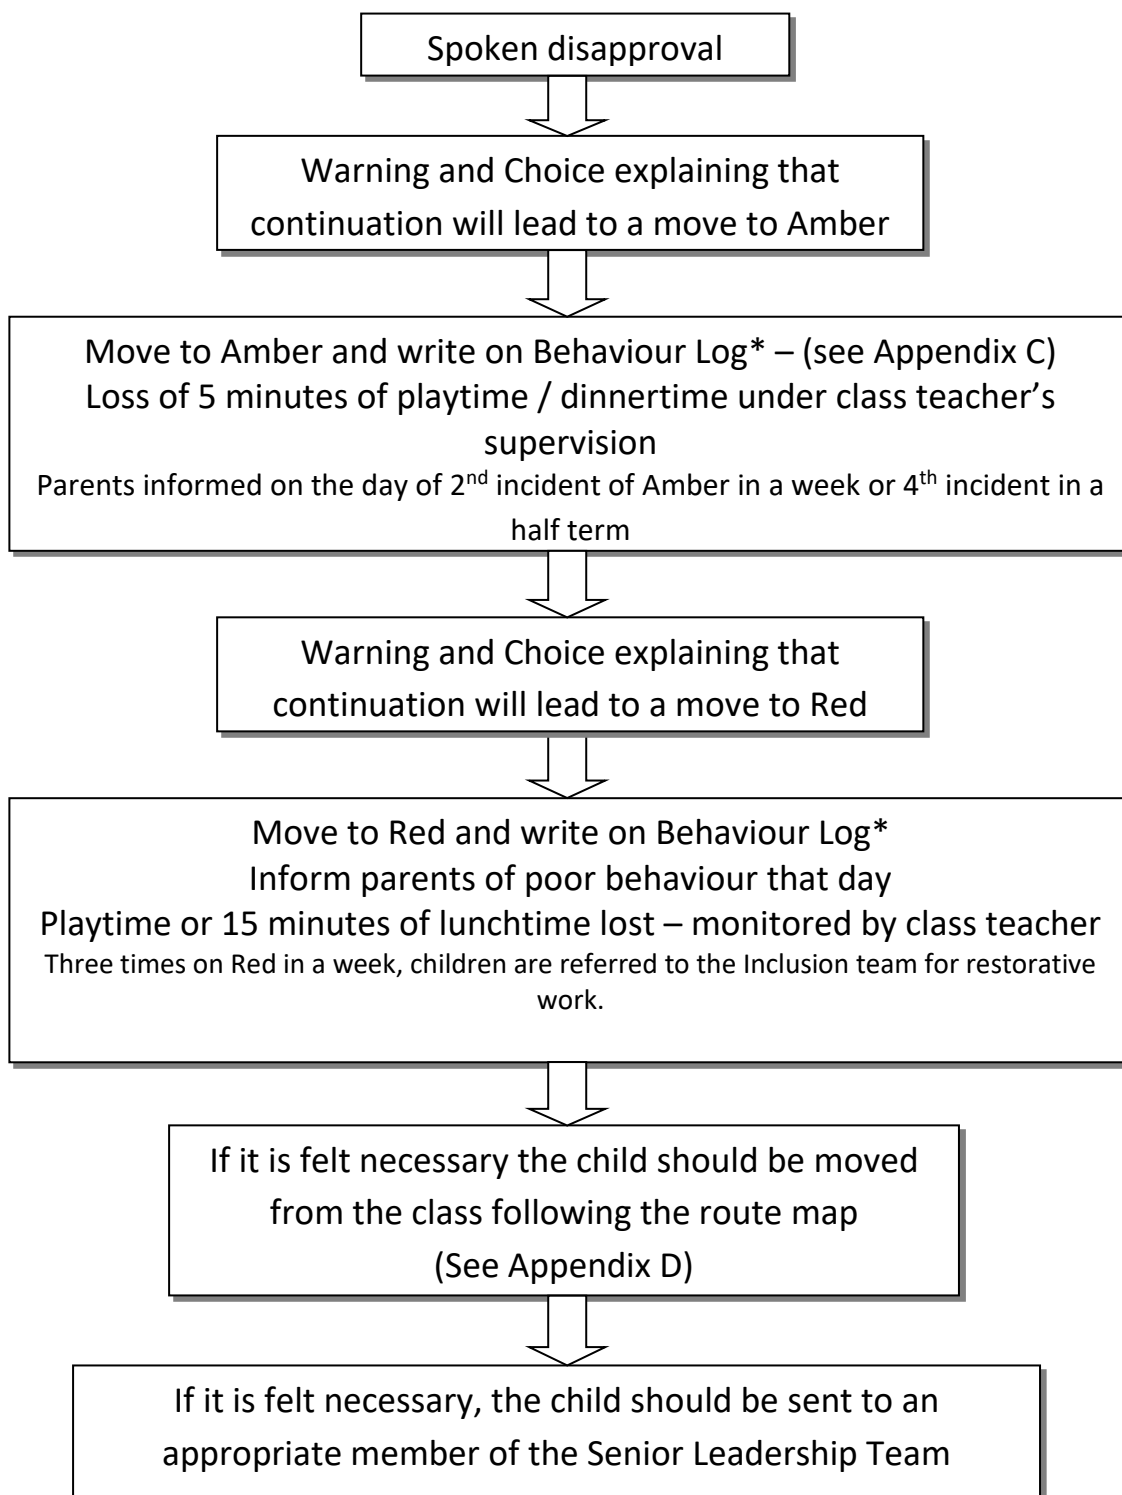 Spoken disapproval
Warning and Choice explaining that
continuation will lead to a move to Amber
Move to Amber and write on Behaviour Log* – (see Appendix C)
Loss of 5 minutes of playtime / dinnertime under class teacher’s
supervision
Parents informed on the day of 2nd incident of Amber in a week or 4th incident in a
half term
Warning and Choice explaining that
continuation will lead to a move to Red
Move to Red and write on Behaviour Log*
Inform parents of poor behaviour that day
Playtime or 15 minutes of lunchtime lost – monitored by class teacher
Three times on Red in a week, children are referred to the Inclusion team for restorative
work.
If it is felt necessary the child should be moved
from the class following the route map
(See Appendix D)
If it is felt necessary, the child should be sent to an
appropriate member of the Senior Leadership Team